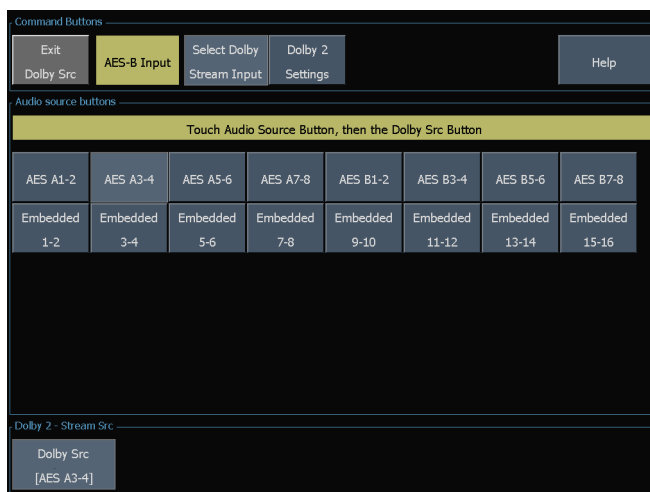 Command Buttons
Exit
Dolby Src
AES-B Input
Select Dolby
Stream Input
Dolby 2
Settings
Help
Audio source buttons
Touch Audio Source Button, then the Dolby Src Button
AES A1-2 AES A3-4 AES A5-6 AES A7-8 AES B1-2 AES B3-4 AES B5-6 AES B7-8
Embedded Embedded Embedded Embedded Embedded Embedded Embedded Embedded
1-2 3-4 5-6 7-8 9-10 11-12 13-14 15-16
Dolby 2 - Stream Src
Dolby Src
[AES A3-4]